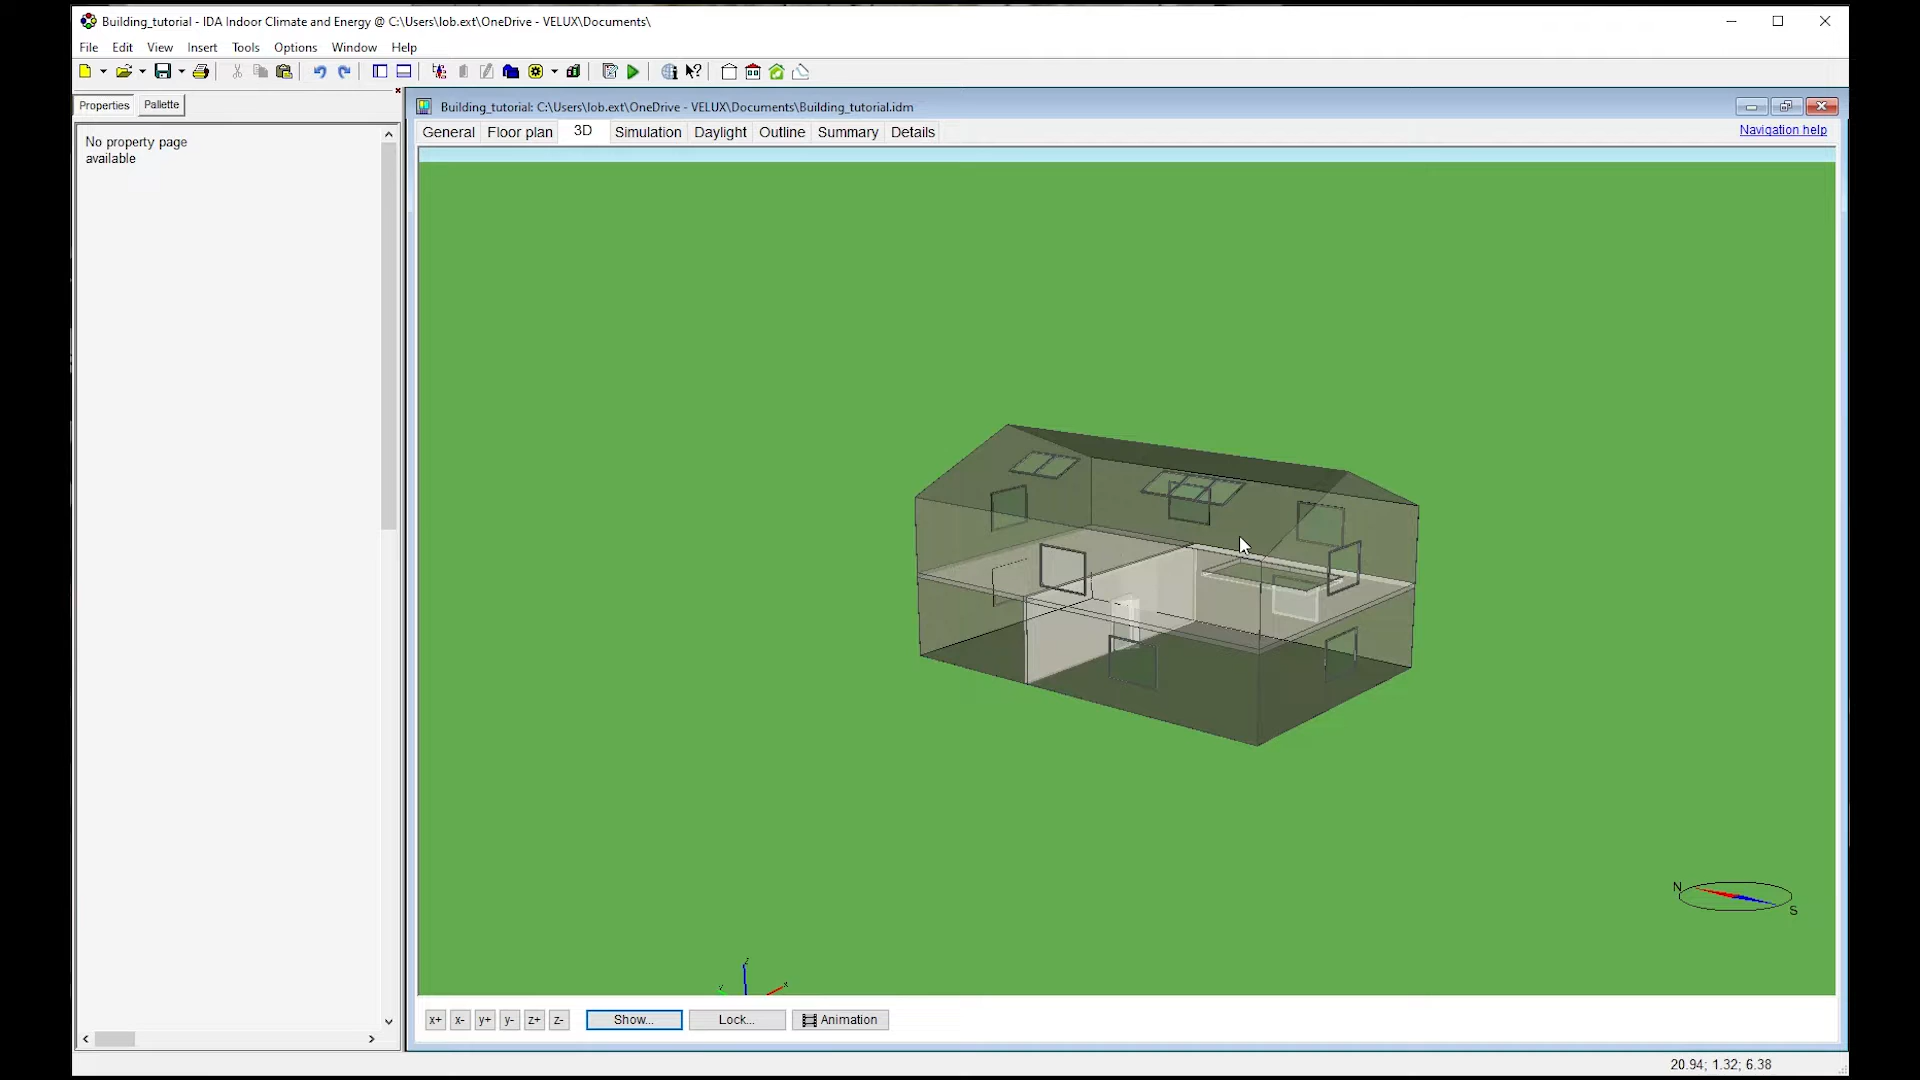 Building_tutorial - IDA Indoor Climate and Energy @ C:\Users\lob.ext\OneDrive - VELUX\Documents\
File Edit View Insert Tools Options Window Help
Properties Pallette
No property page
available
Building_tutorial: C:\Users\lob.ext\OneDrive - VELUX\Documents\Building_tutorial.idm
General Floor plan 3D Simulation Daylight Outline Summary Details
Navigation help
N
S
z
y x
x+ x- y+ y- z+ z- Show... Lock... Animation
20.94; 1.32; 6.38